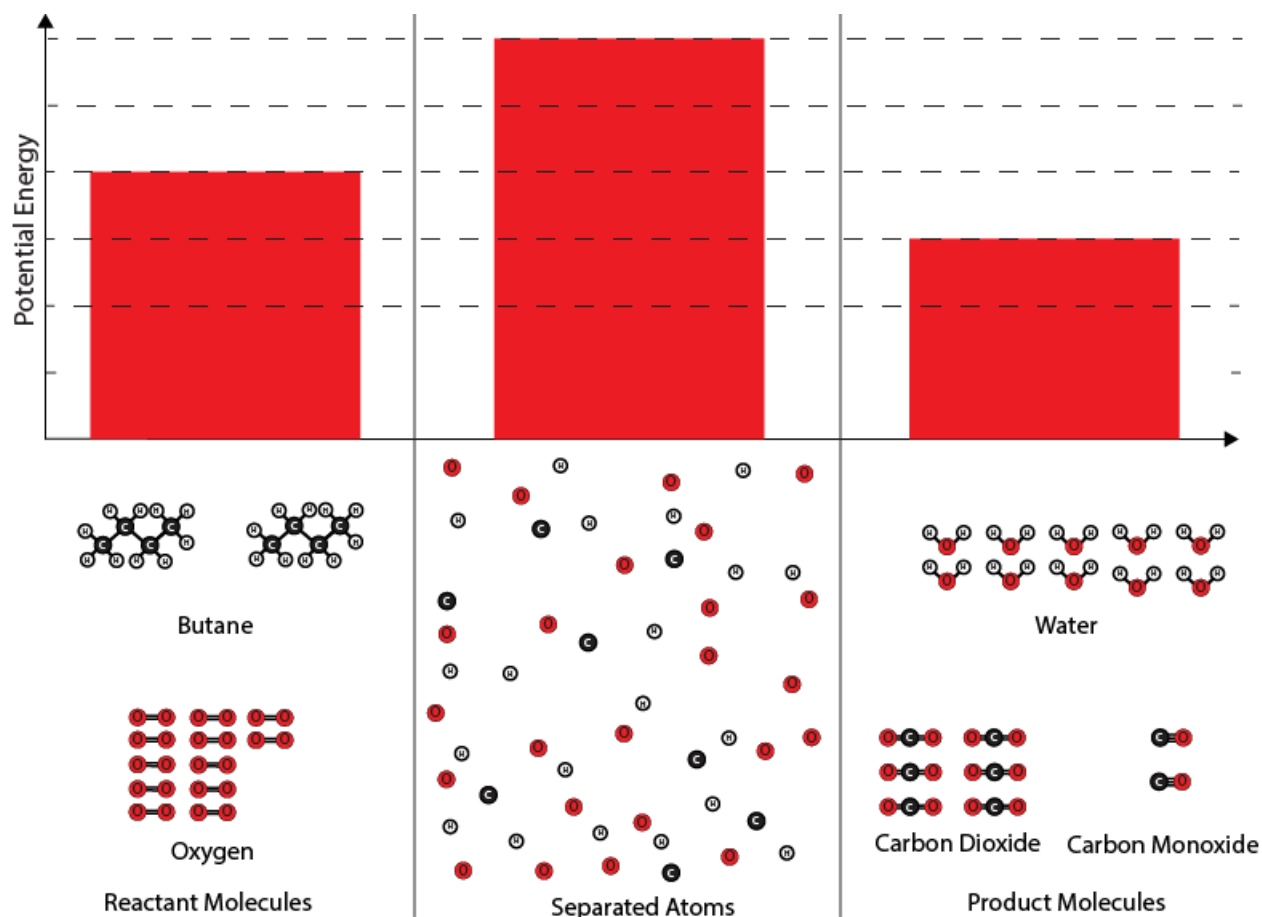 Potential Energy
H H H H H H H H
H C C H C C
C C H C C H
H H H H H H H H
Butane
O O O O O O
O O O O O O
O O O O
O O O O
O O O O
Oxygen
Reactant Molecules
O H O H O
O
H C H H O
O C H H
C O O
O O C H
O
H H O
O H
H O O C H O O
O H
C O H
H H H O H C
O H
O O O C
Separated Atoms
H H H H H H H H H H
O O O O O
H H H H H H H H H H
O O O O O
Water
O C O O C O
O C O O C O
O C O O C O
Carbon Dioxide
C O
C O
Carbon Monoxide
Product Molecules